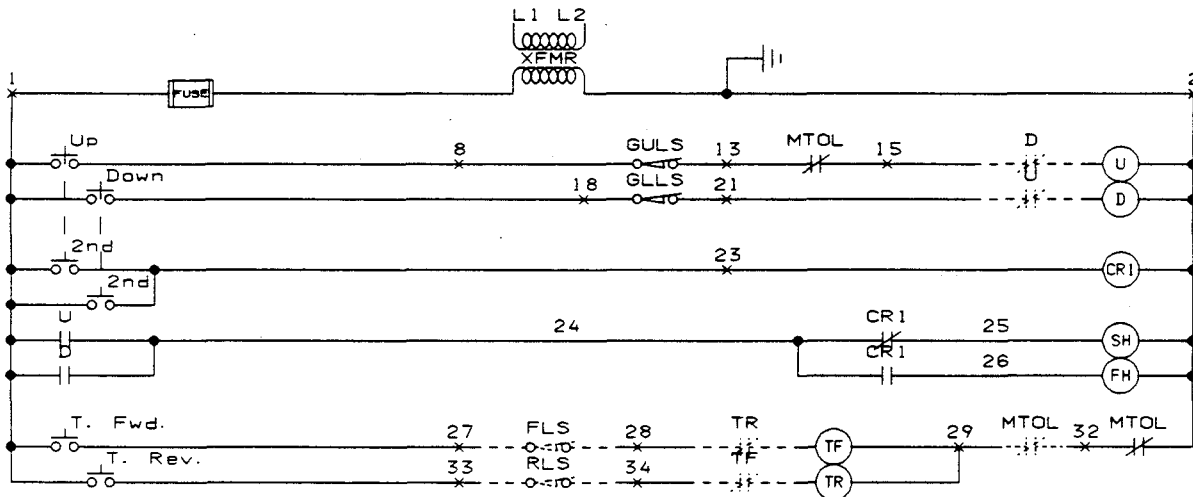 L1 L2
XFMR
1
FUSE
2
Up
8
GULS
13
MTOL
15
D
U
Down
18
GLLS
21
U
D
2nd
23
CR1
2nd
U
24
CR1
25
SH
D
CR1
26
FH
T. Fwd.
27
FLS
28
TR
TF
29
MTOL
32
MTOL
T. Rev.
33
RLS
34
TF
TR